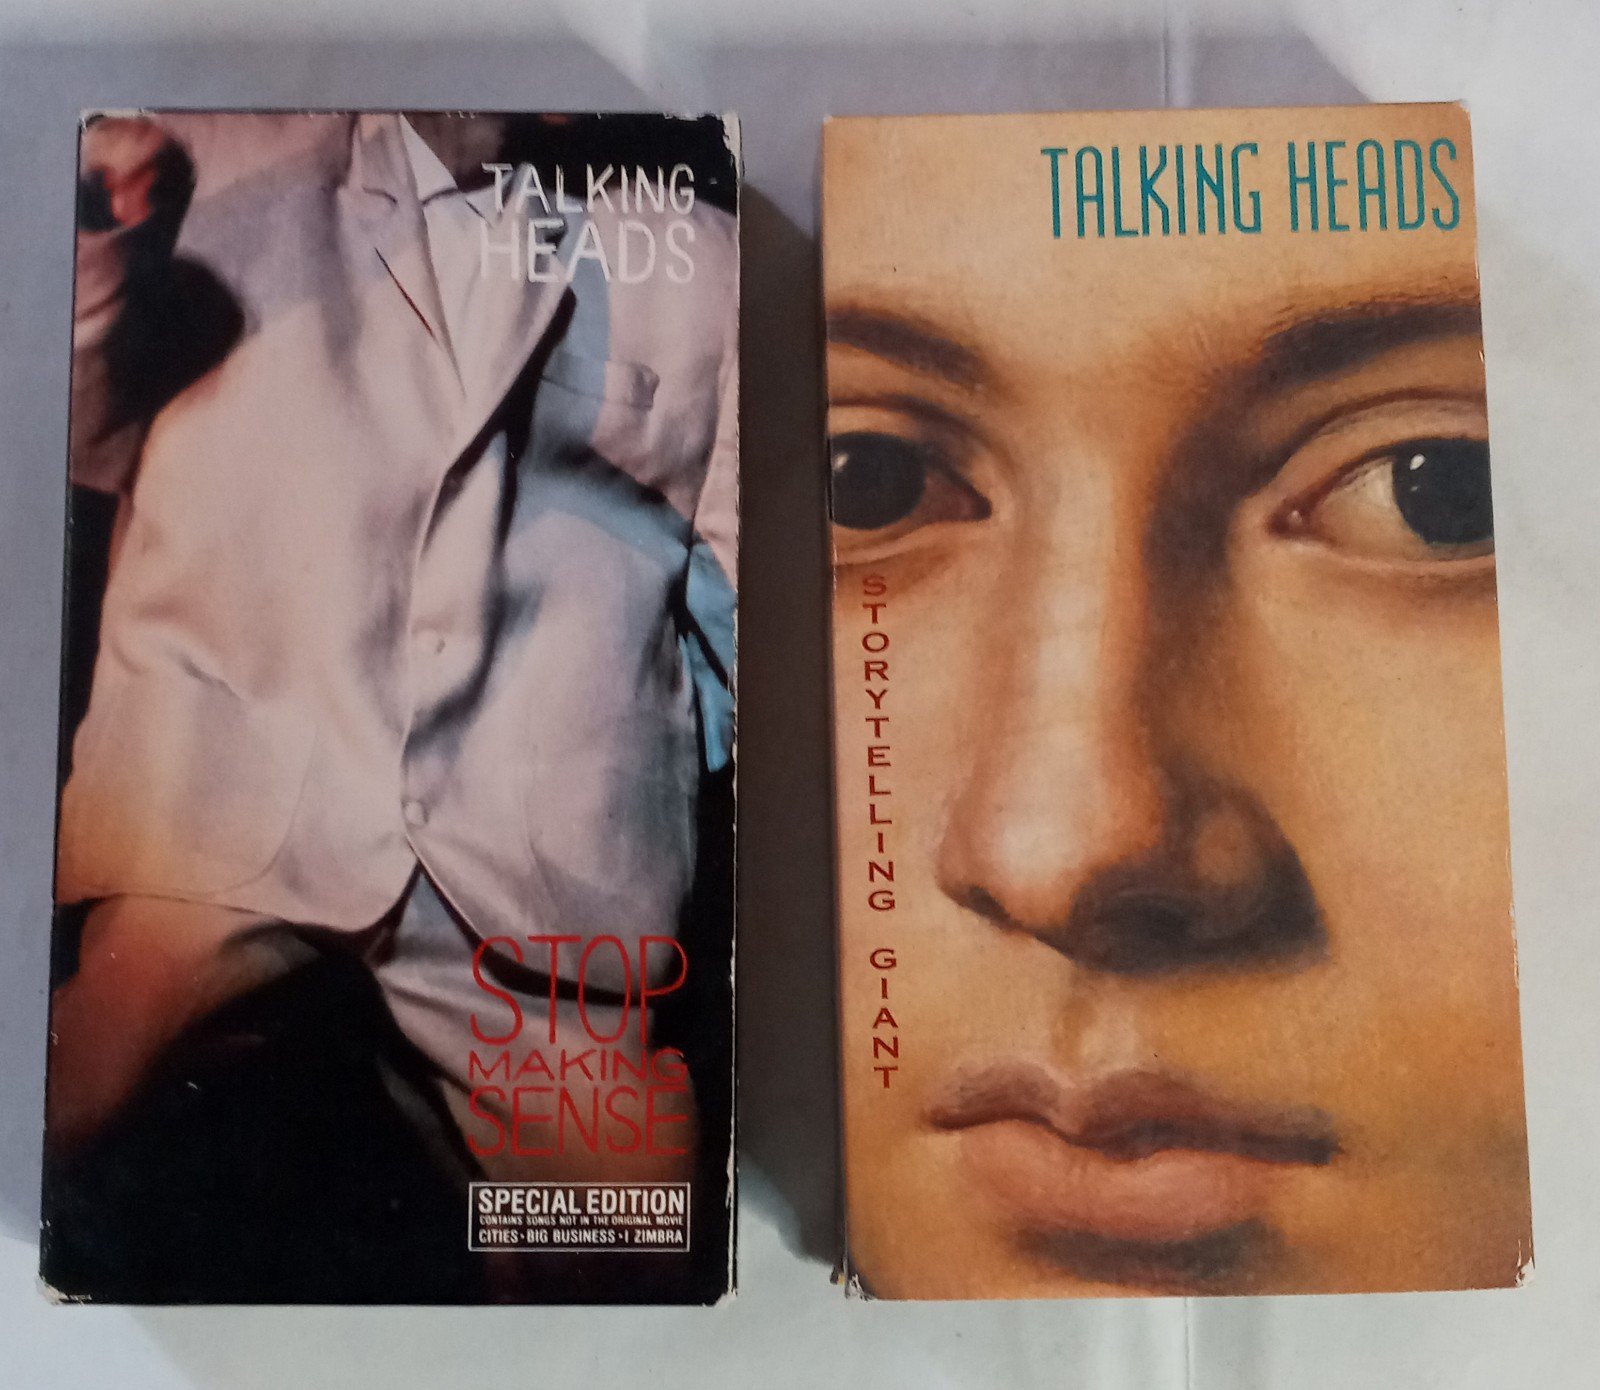 TALKING
HEADS
STOP
MAKING
SENSE
SPECIAL EDITION
CONTAINS SONGS NOT IN THE ORIGINAL MOVIE
CITIES • BIG BUSINESS • I ZIMBRA
TALKING HEADS
STORYTELLING GIANT